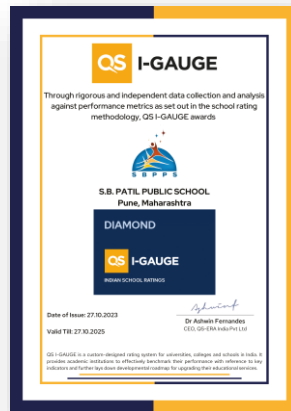 QS I-GAUGE
Through rigorous and independent data collection and analysis
against performance metrics as set out in the school rating
methodology, QS I-GAUGE awards
SBPPS
S.B. PATIL PUBLIC SCHOOL
Pune, Maharashtra
DIAMOND
QS I-GAUGE
INDIAN SCHOOL RATINGS
Date of Issue: 27.10.2023
Valid Till: 27.10.2025
Dr Ashwin Fernandes
CEO, QS-ERA India Pvt Ltd
QS I-GAUGE is a custom-designed rating system for universities, colleges and schools in India. It
provides academic institutions to effectively benchmark their performance with reference to key
indicators and further lays down developmental roadmap for upgrading their educational services.